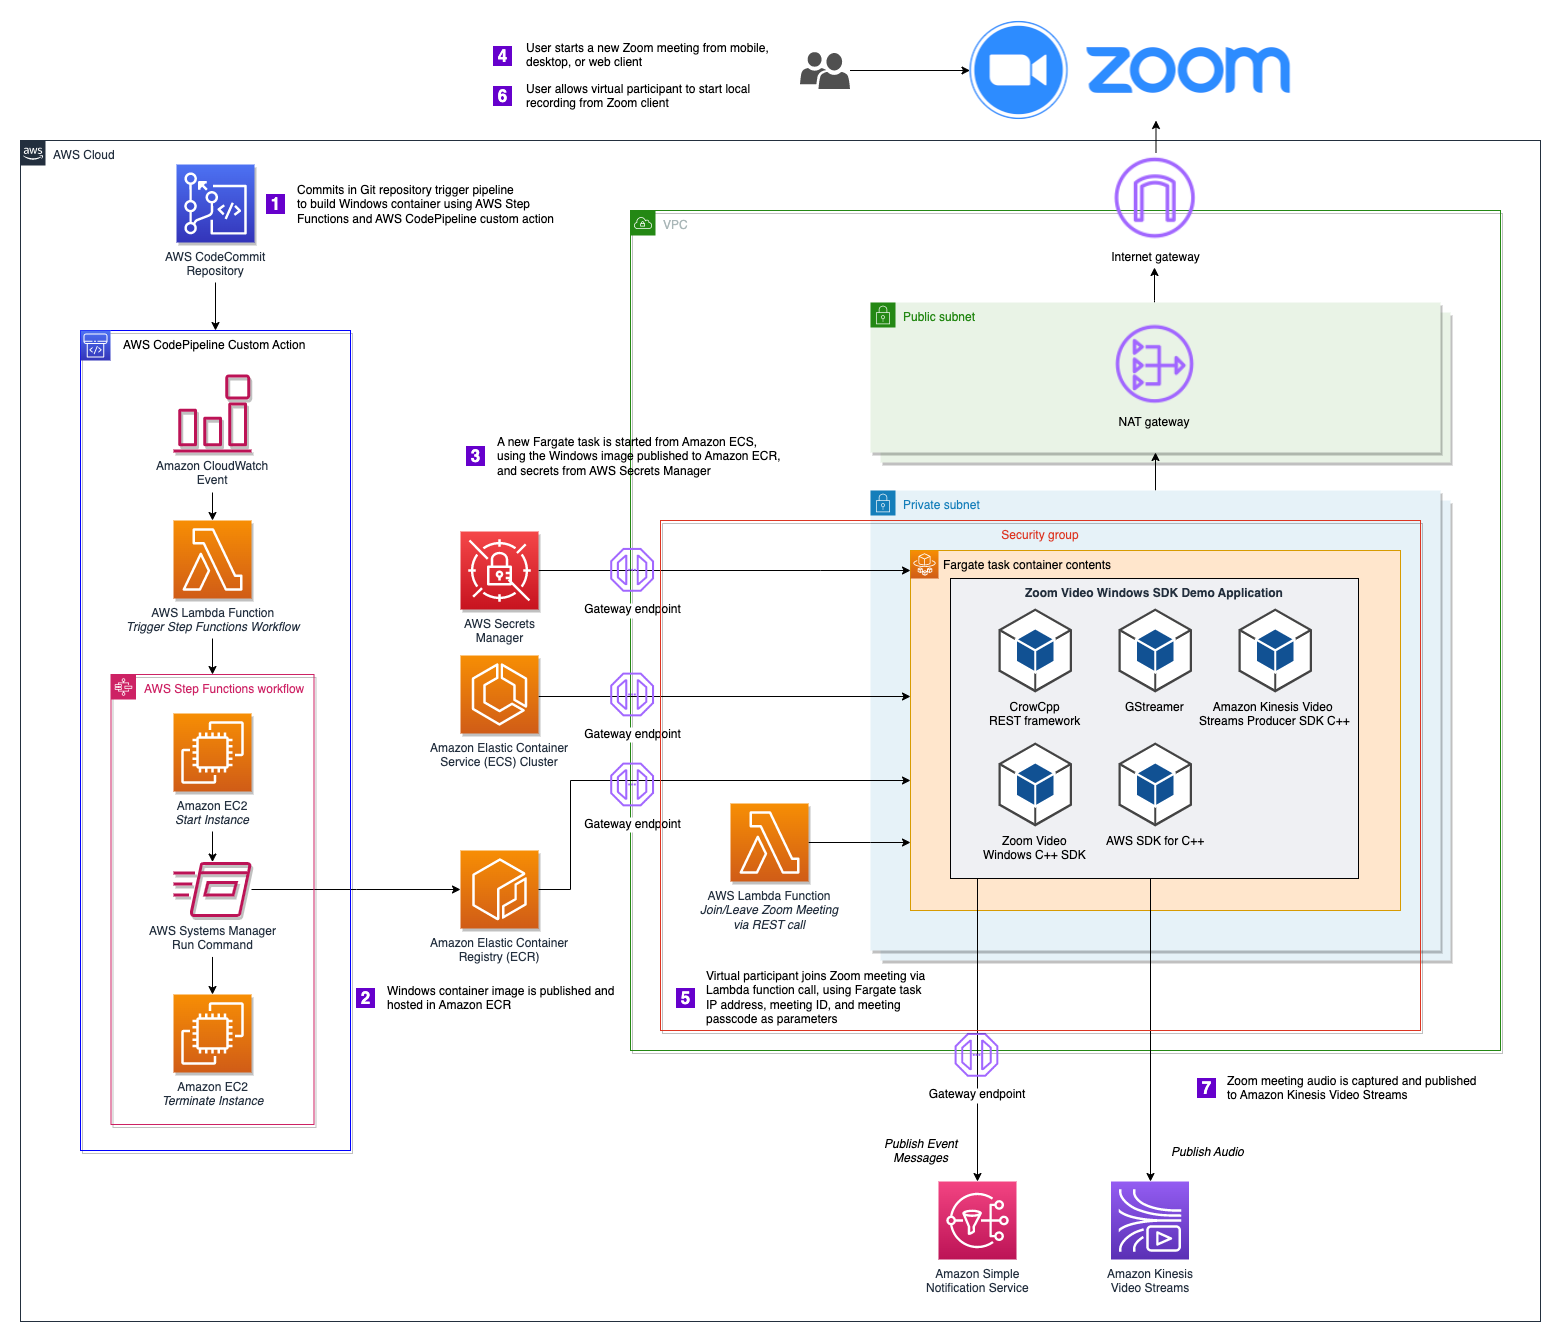 4
User starts a new Zoom meeting from mobile,
desktop, or web client
6
User allows virtual participant to start local
recording from Zoom client
zoom
aws
AWS Cloud
AWS CodeCommit
Repository
1
Commits in Git repository trigger pipeline
to build Windows container using AWS Step
Functions and AWS CodePipeline custom action
VPC
Internet gateway
Public subnet
NAT gateway
AWS CodePipeline Custom Action
Amazon CloudWatch
Event
AWS Lambda Function
Trigger Step Functions Workflow
AWS Step Functions workflow
Amazon EC2
Start Instance
AWS Systems Manager
Run Command
Amazon EC2
Terminate Instance
3
A new Fargate task is started from Amazon ECS,
using the Windows image published to Amazon ECR,
and secrets from AWS Secrets Manager
AWS Secrets
Manager
Gateway endpoint
Amazon Elastic Container
Service (ECS) Cluster
Gateway endpoint
Gateway endpoint
Amazon Elastic Container
Registry (ECR)
2
Windows container image is published and
hosted in Amazon ECR
Private subnet
Security group
Fargate task container contents
Zoom Video Windows SDK Demo Application
CrowCpp
REST framework
GStreamer
Amazon Kinesis Video
Streams Producer SDK C++
Zoom Video
Windows C++ SDK
AWS SDK for C++
AWS Lambda Function
Join/Leave Zoom Meeting
via REST call
5
Virtual participant joins Zoom meeting via
Lambda function call, using Fargate task
IP address, meeting ID, and meeting
passcode as parameters
Gateway endpoint
7
Zoom meeting audio is captured and published
to Amazon Kinesis Video Streams
Publish Event
Messages
Publish Audio
Amazon Simple
Notification Service
Amazon Kinesis
Video Streams